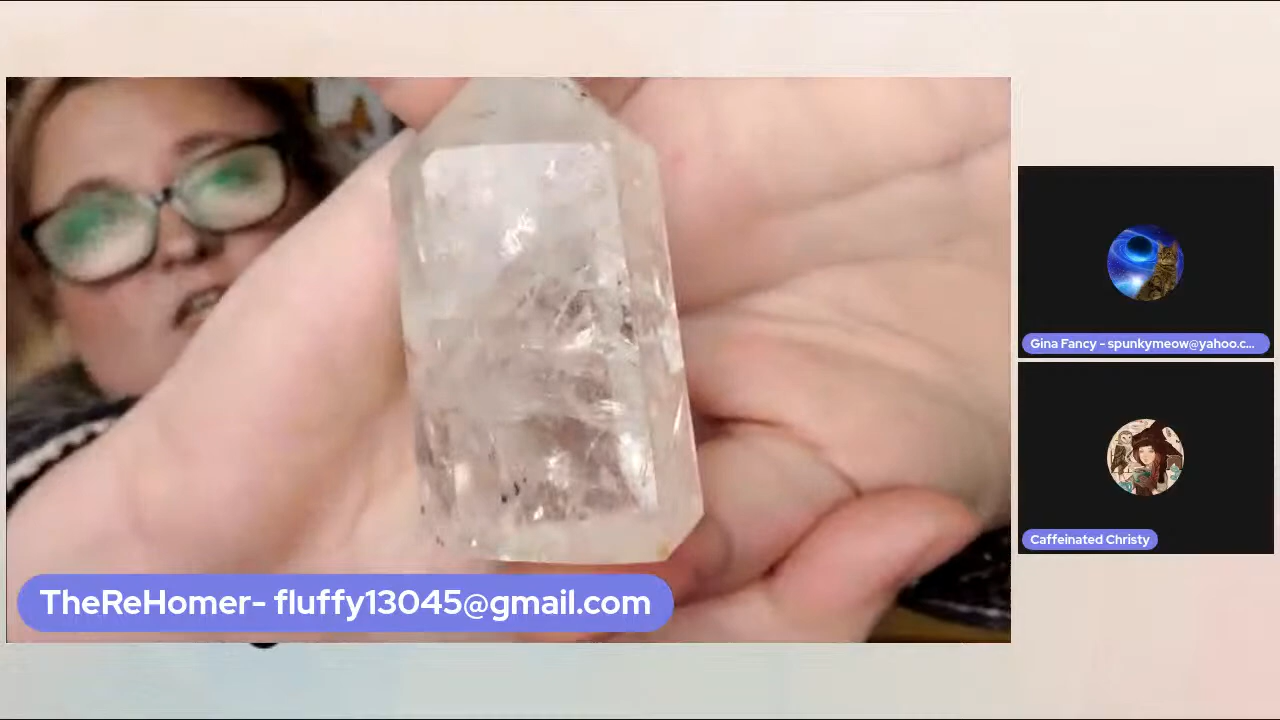 TheReHomer- fluffy13045@gmail.com
Gina Fancy - spunkymeow@yahoo.c...
Caffeinated Christy